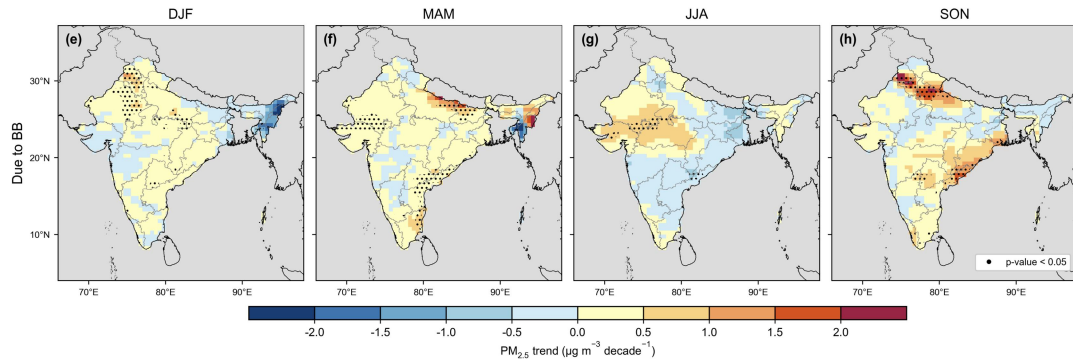 DJF MAM JJA SON
Due to BB
(e) (f) (g) (h)
30°N
20°N
10°N
p-value < 0.05
70°E 80°E 90°E 70°E 80°E 90°E 70°E 80°E 90°E 70°E 80°E 90°E
-2.0 -1.5 -1.0 -0.5 0.0 0.5 1.0 1.5 2.0
PM₂.₅ trend (μg m⁻³ decade⁻¹)